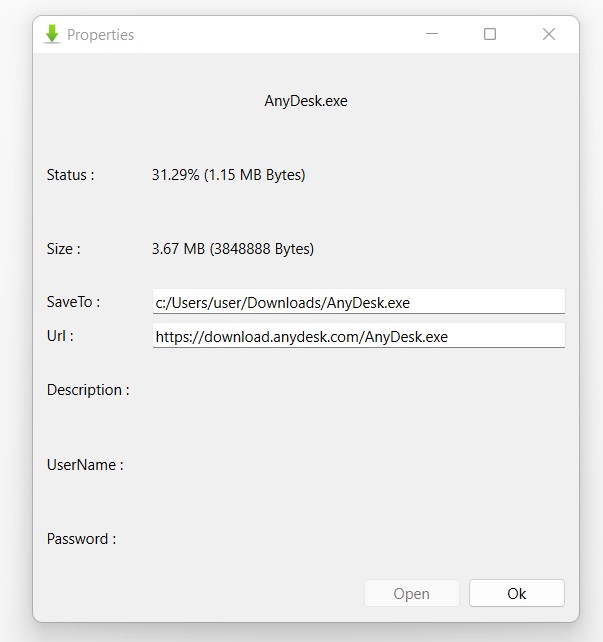 Properties
AnyDesk.exe
Status : 31.29% (1.15 MB Bytes)
Size : 3.67 MB (3848888 Bytes)
SaveTo : c:/Users/user/Downloads/AnyDesk.exe
Url : https://download.anydesk.com/AnyDesk.exe
Description :
UserName :
Password :
Open Ok